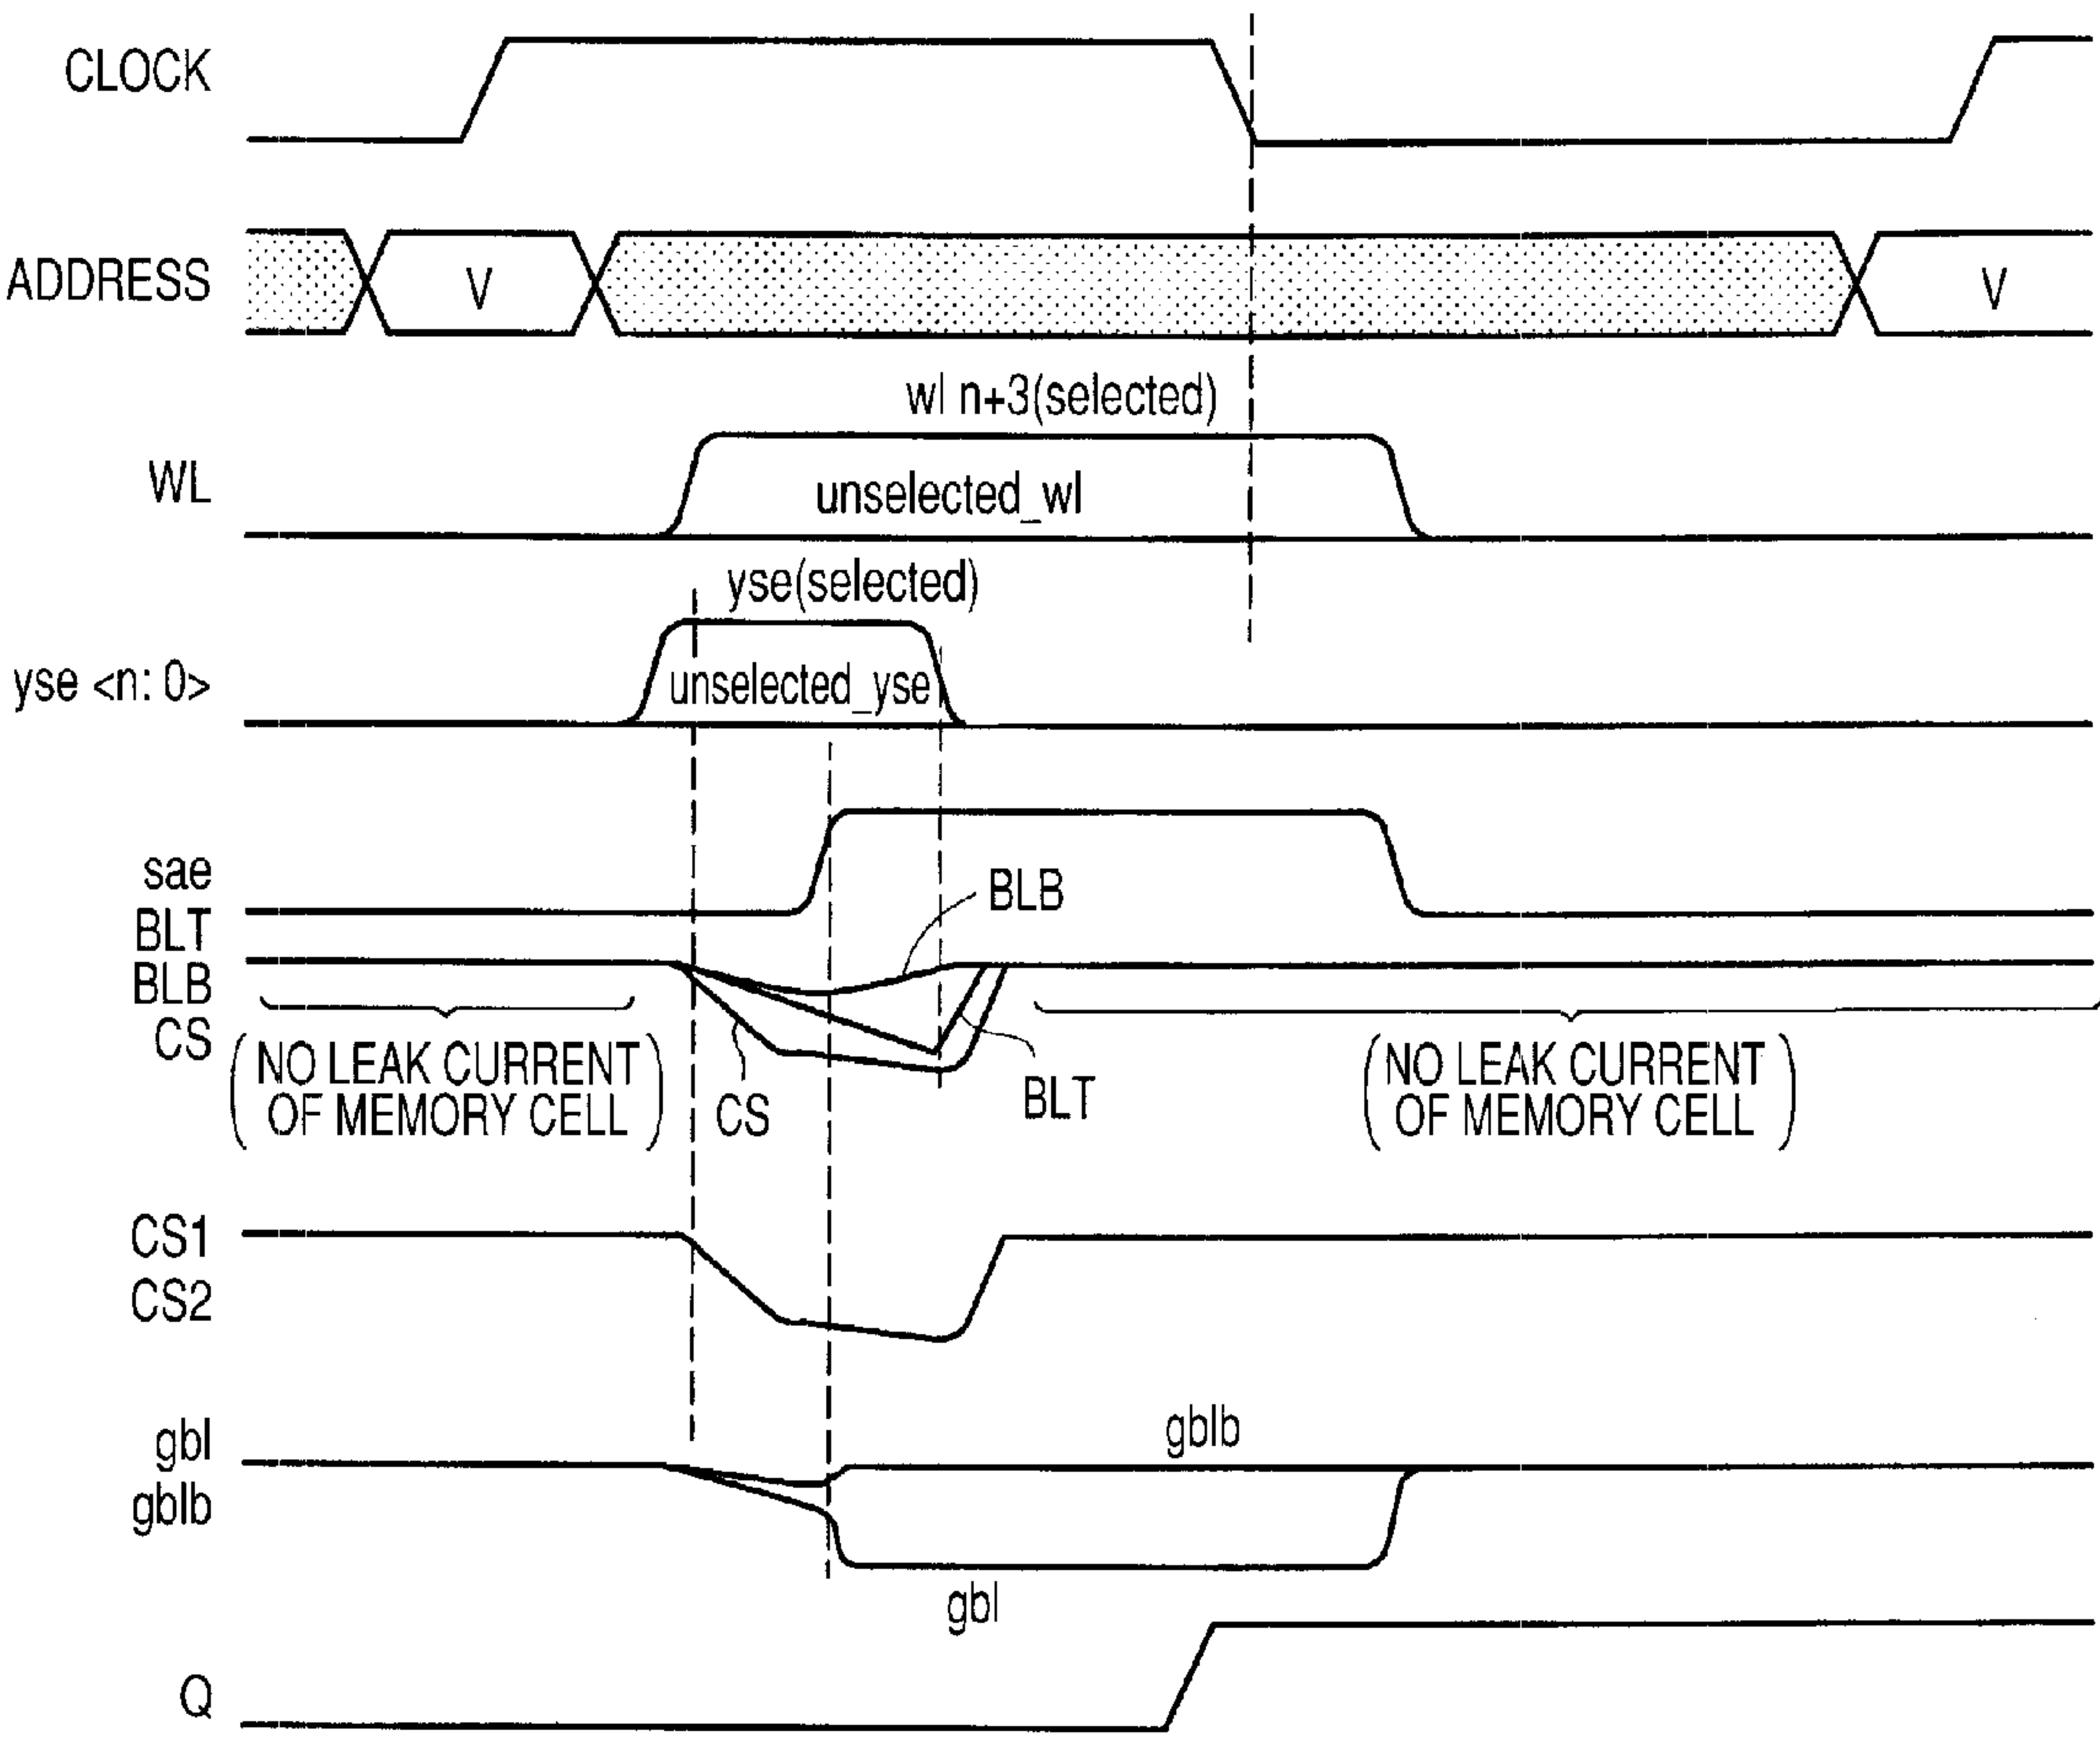 CLOCK
ADDRESS
V
V
wl n+3(selected)
WL
unselected_wl
yse(selected)
yse <n: 0>
unselected_yse
sae
BLB
BLT
BLB
CS
(NO LEAK CURRENT
OF MEMORY CELL)
CS
BLT
(NO LEAK CURRENT
OF MEMORY CELL)
CS1
CS2
gbl
gblb
gblb
gbl
Q